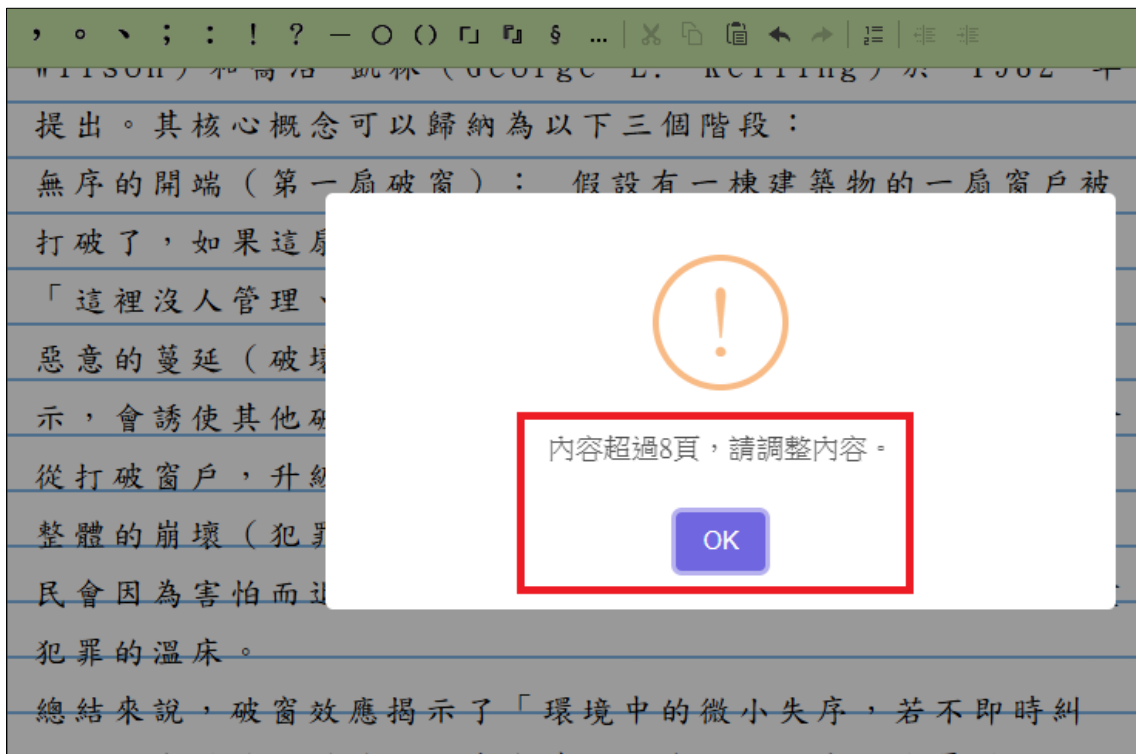 ， 。 、 ； ： ！ ？ － ○ () 「」 『』 § …
提出。其核心概念可以歸納為以下三個階段：
無序的開端（第一扇破窗）： 假設有一棟建築物的一扇窗戶被
打破了，如果這扇
「這裡沒人管理、
惡意的蔓延（破壞
示，會誘使其他破
從打破窗戶，升級
整體的崩壞（犯罪
民會因為害怕而退
犯罪的溫床。
總結來說，破窗效應揭示了「環境中的微小失序，若不即時糾
內容超過8頁，請調整內容。
OK